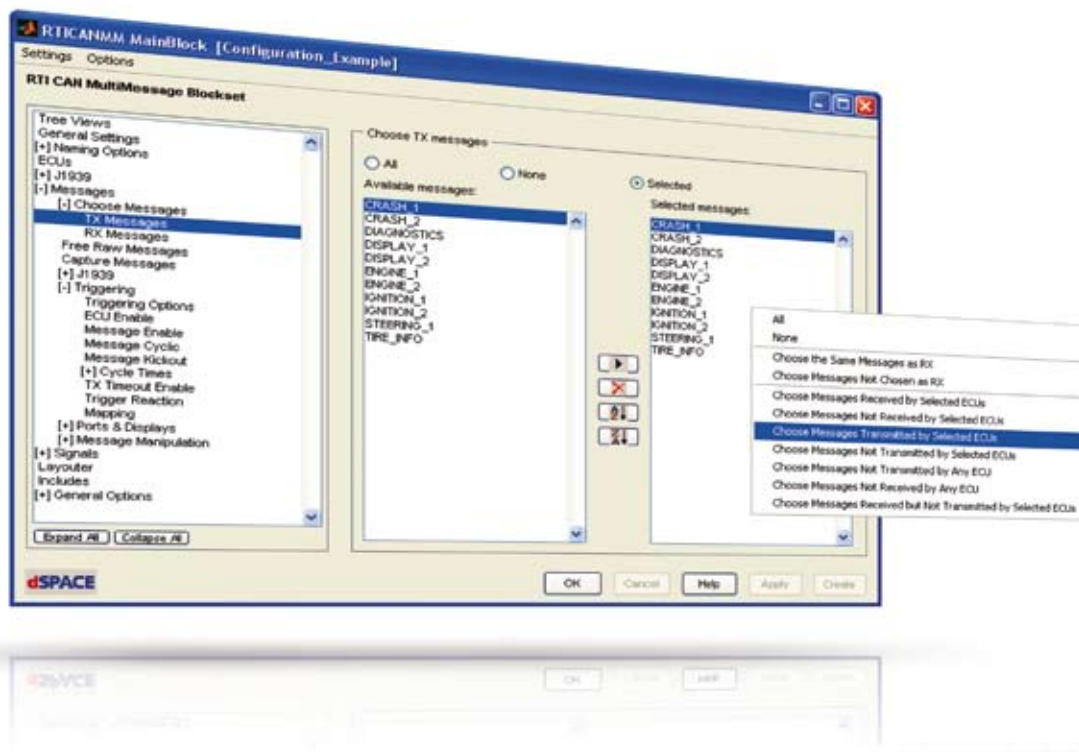 RTICANMM MainBlock [Configuration_Example]
Settings Options
RTI CAN MultiMessage Blockset
Tree Views
General Settings
[+] Naming Options
ECUs
[+] J1939
[-] Messages
[-] Choose Messages
TX Messages
RX Messages
Free Raw Messages
Capture Messages
[+] J1939
[-] Triggering
Triggering Options
ECU Enable
Message Enable
Message Cyclic
Message Kickout
[+] Cycle Times
TX Timeout Enable
Trigger Reaction
Mapping
[+] Ports & Displays
[+] Message Manipulation
[+] Signals
Layouter
Includes
[+] General Options
Expand All Collapse All
Choose TX messages
All None Selected
Available messages:
CRASH_1
CRASH_2
DIAGNOSTICS
DISPLAY_1
DISPLAY_2
ENGINE_1
ENGINE_2
IGNITION_1
IGNITION_2
STEERING_1
TIRE_INFO
Selected messages:
CRASH_1
CRASH_2
DIAGNOSTICS
DISPLAY_1
DISPLAY_2
ENGINE_1
ENGINE_2
IGNITION_1
IGNITION_2
STEERING_1
TIRE_INFO
All
None
Choose the Same Messages as RX
Choose Messages Not Chosen as RX
Choose Messages Received by Selected ECUs
Choose Messages Not Received by Selected ECUs
Choose Messages Transmitted by Selected ECUs
Choose Messages Not Transmitted by Selected ECUs
Choose Messages Not Transmitted by Any ECU
Choose Messages Not Received by Any ECU
Choose Messages Received but Not Transmitted by Selected ECUs
dSPACE
OK Cancel Help Apply Create